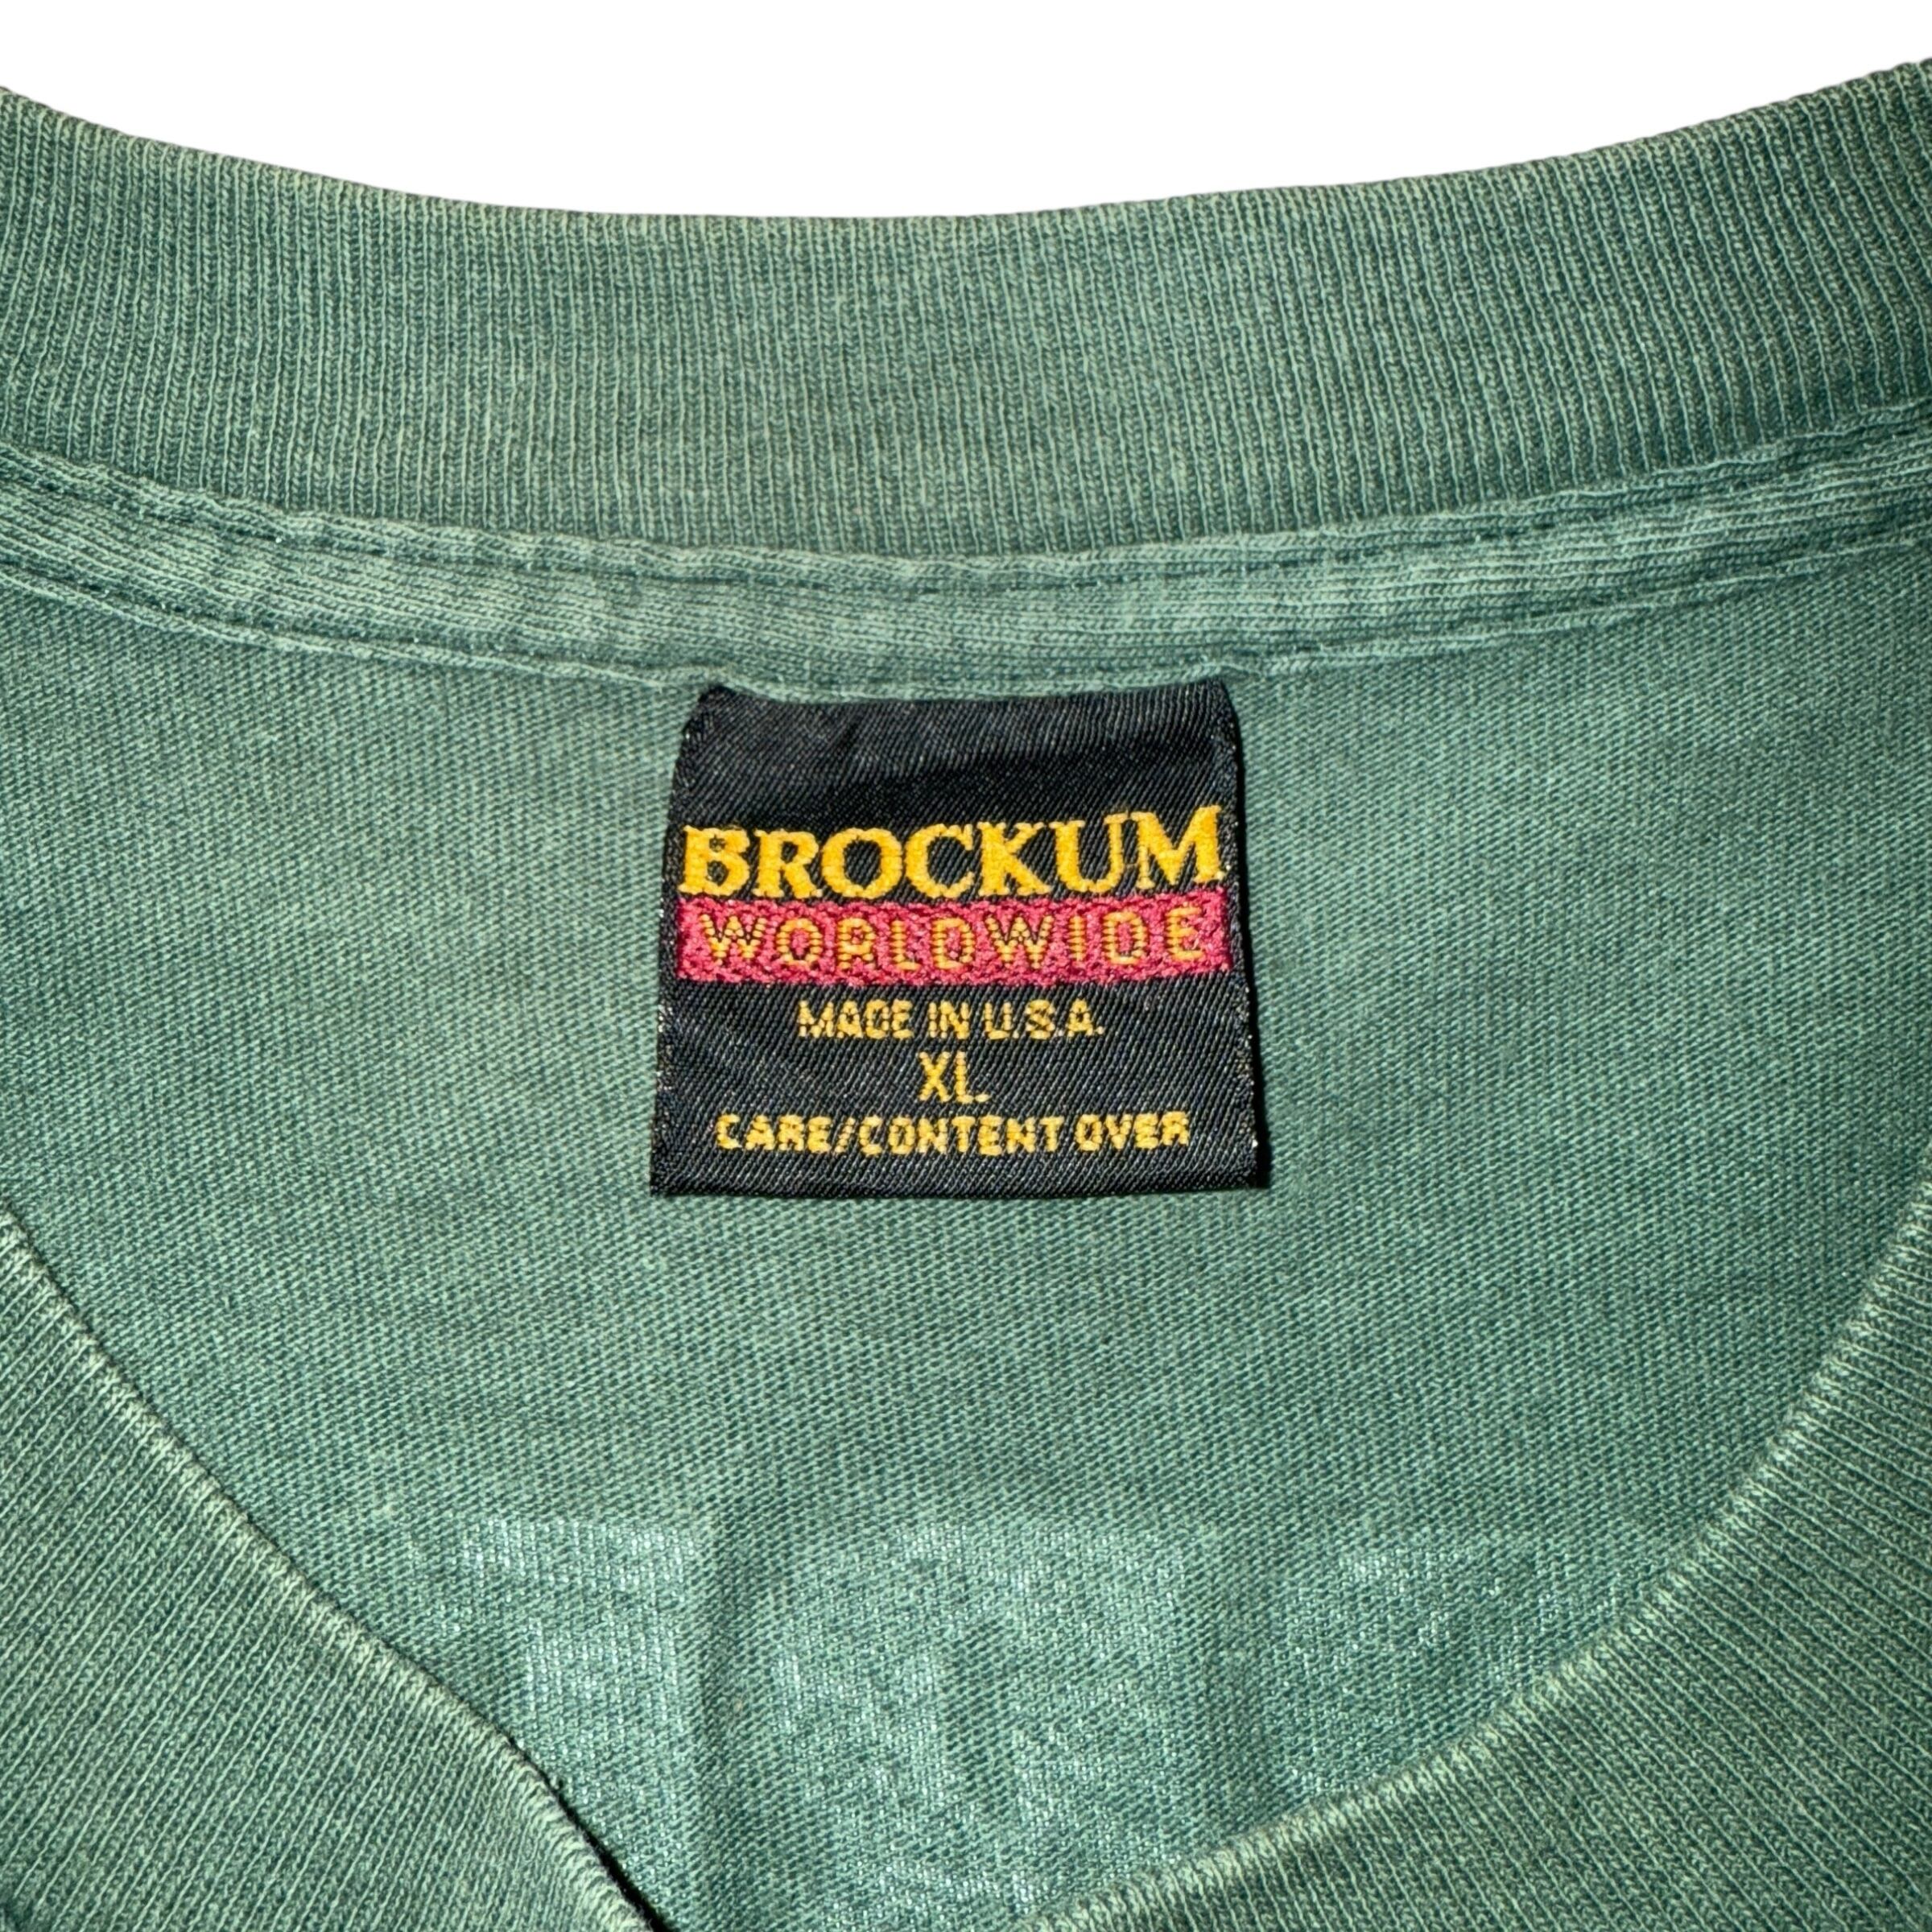 BROCKUM
WORLDWIDE
MADE IN U.S.A.
XL
CARE/CONTENT OVER